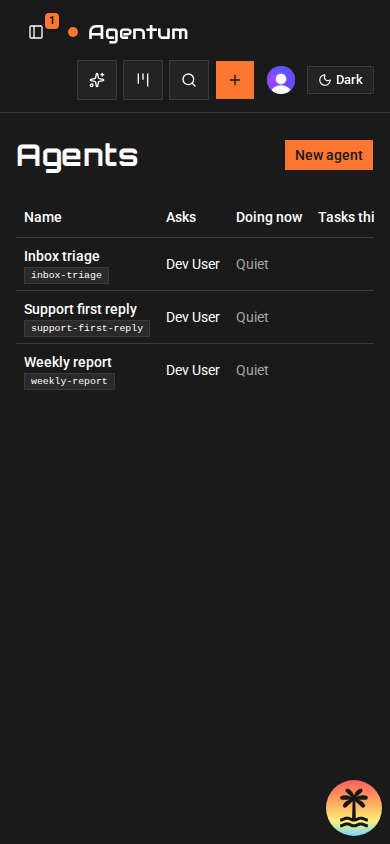 1
Agentum
Dark
Agents
New agent
Name Asks Doing now Tasks thi
Inbox triage
inbox-triage
Dev User Quiet
Support first reply
support-first-reply
Dev User Quiet
Weekly report
weekly-report
Dev User Quiet